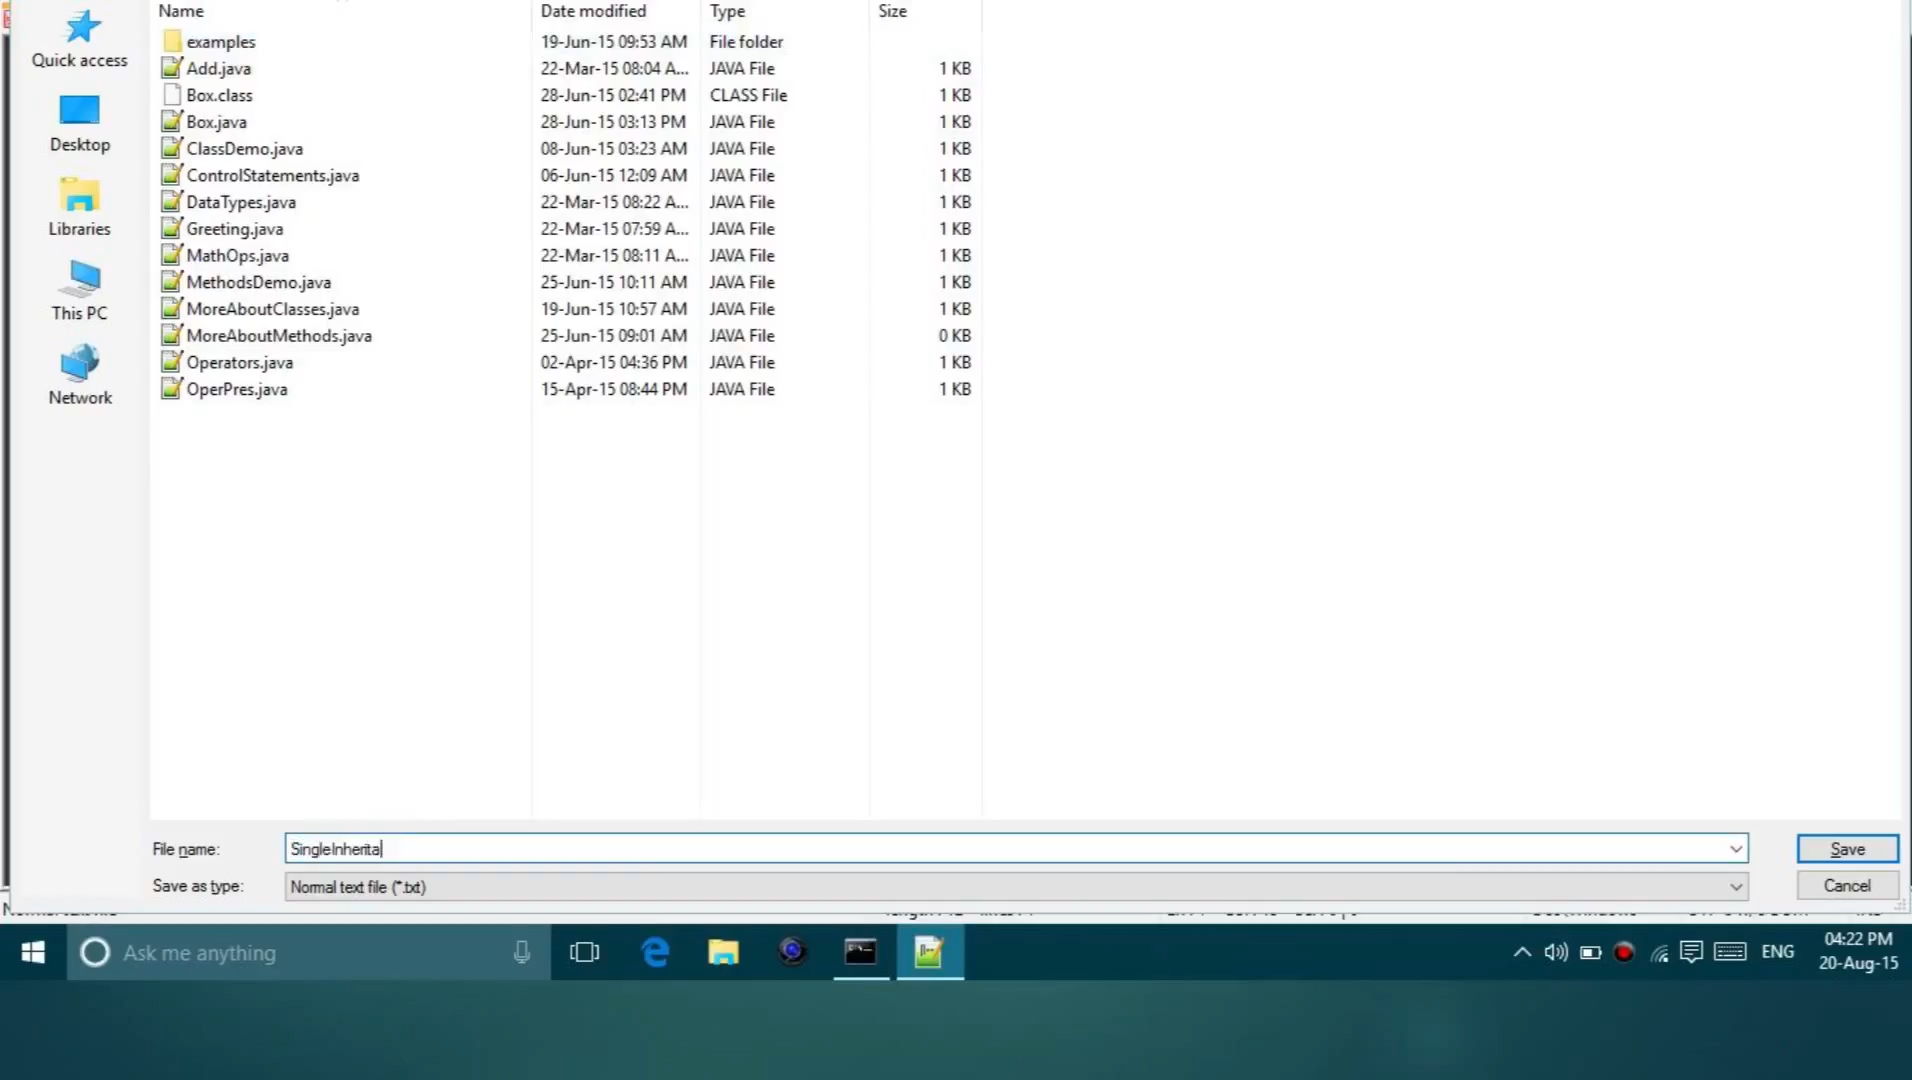 Name Date modified Type Size
Quick access
examples 19-Jun-15 09:53 AM File folder
Add.java 22-Mar-15 08:04 A... JAVA File 1 KB
Box.class 28-Jun-15 02:41 PM CLASS File 1 KB
Box.java 28-Jun-15 03:13 PM JAVA File 1 KB
Desktop
ClassDemo.java 08-Jun-15 03:23 AM JAVA File 1 KB
ControlStatements.java 06-Jun-15 12:09 AM JAVA File 1 KB
DataTypes.java 22-Mar-15 08:22 A... JAVA File 1 KB
Libraries
Greeting.java 22-Mar-15 07:59 A... JAVA File 1 KB
MathOps.java 22-Mar-15 08:11 A... JAVA File 1 KB
MethodsDemo.java 25-Jun-15 10:11 AM JAVA File 1 KB
This PC
MoreAboutClasses.java 19-Jun-15 10:57 AM JAVA File 1 KB
MoreAboutMethods.java 25-Jun-15 09:01 AM JAVA File 0 KB
Operators.java 02-Apr-15 04:36 PM JAVA File 1 KB
OperPres.java 15-Apr-15 08:44 PM JAVA File 1 KB
Network
File name: SingleInherita Save
Save as type: Normal text file (*.txt) Cancel
Ask me anything ENG 04:22 PM
20-Aug-15